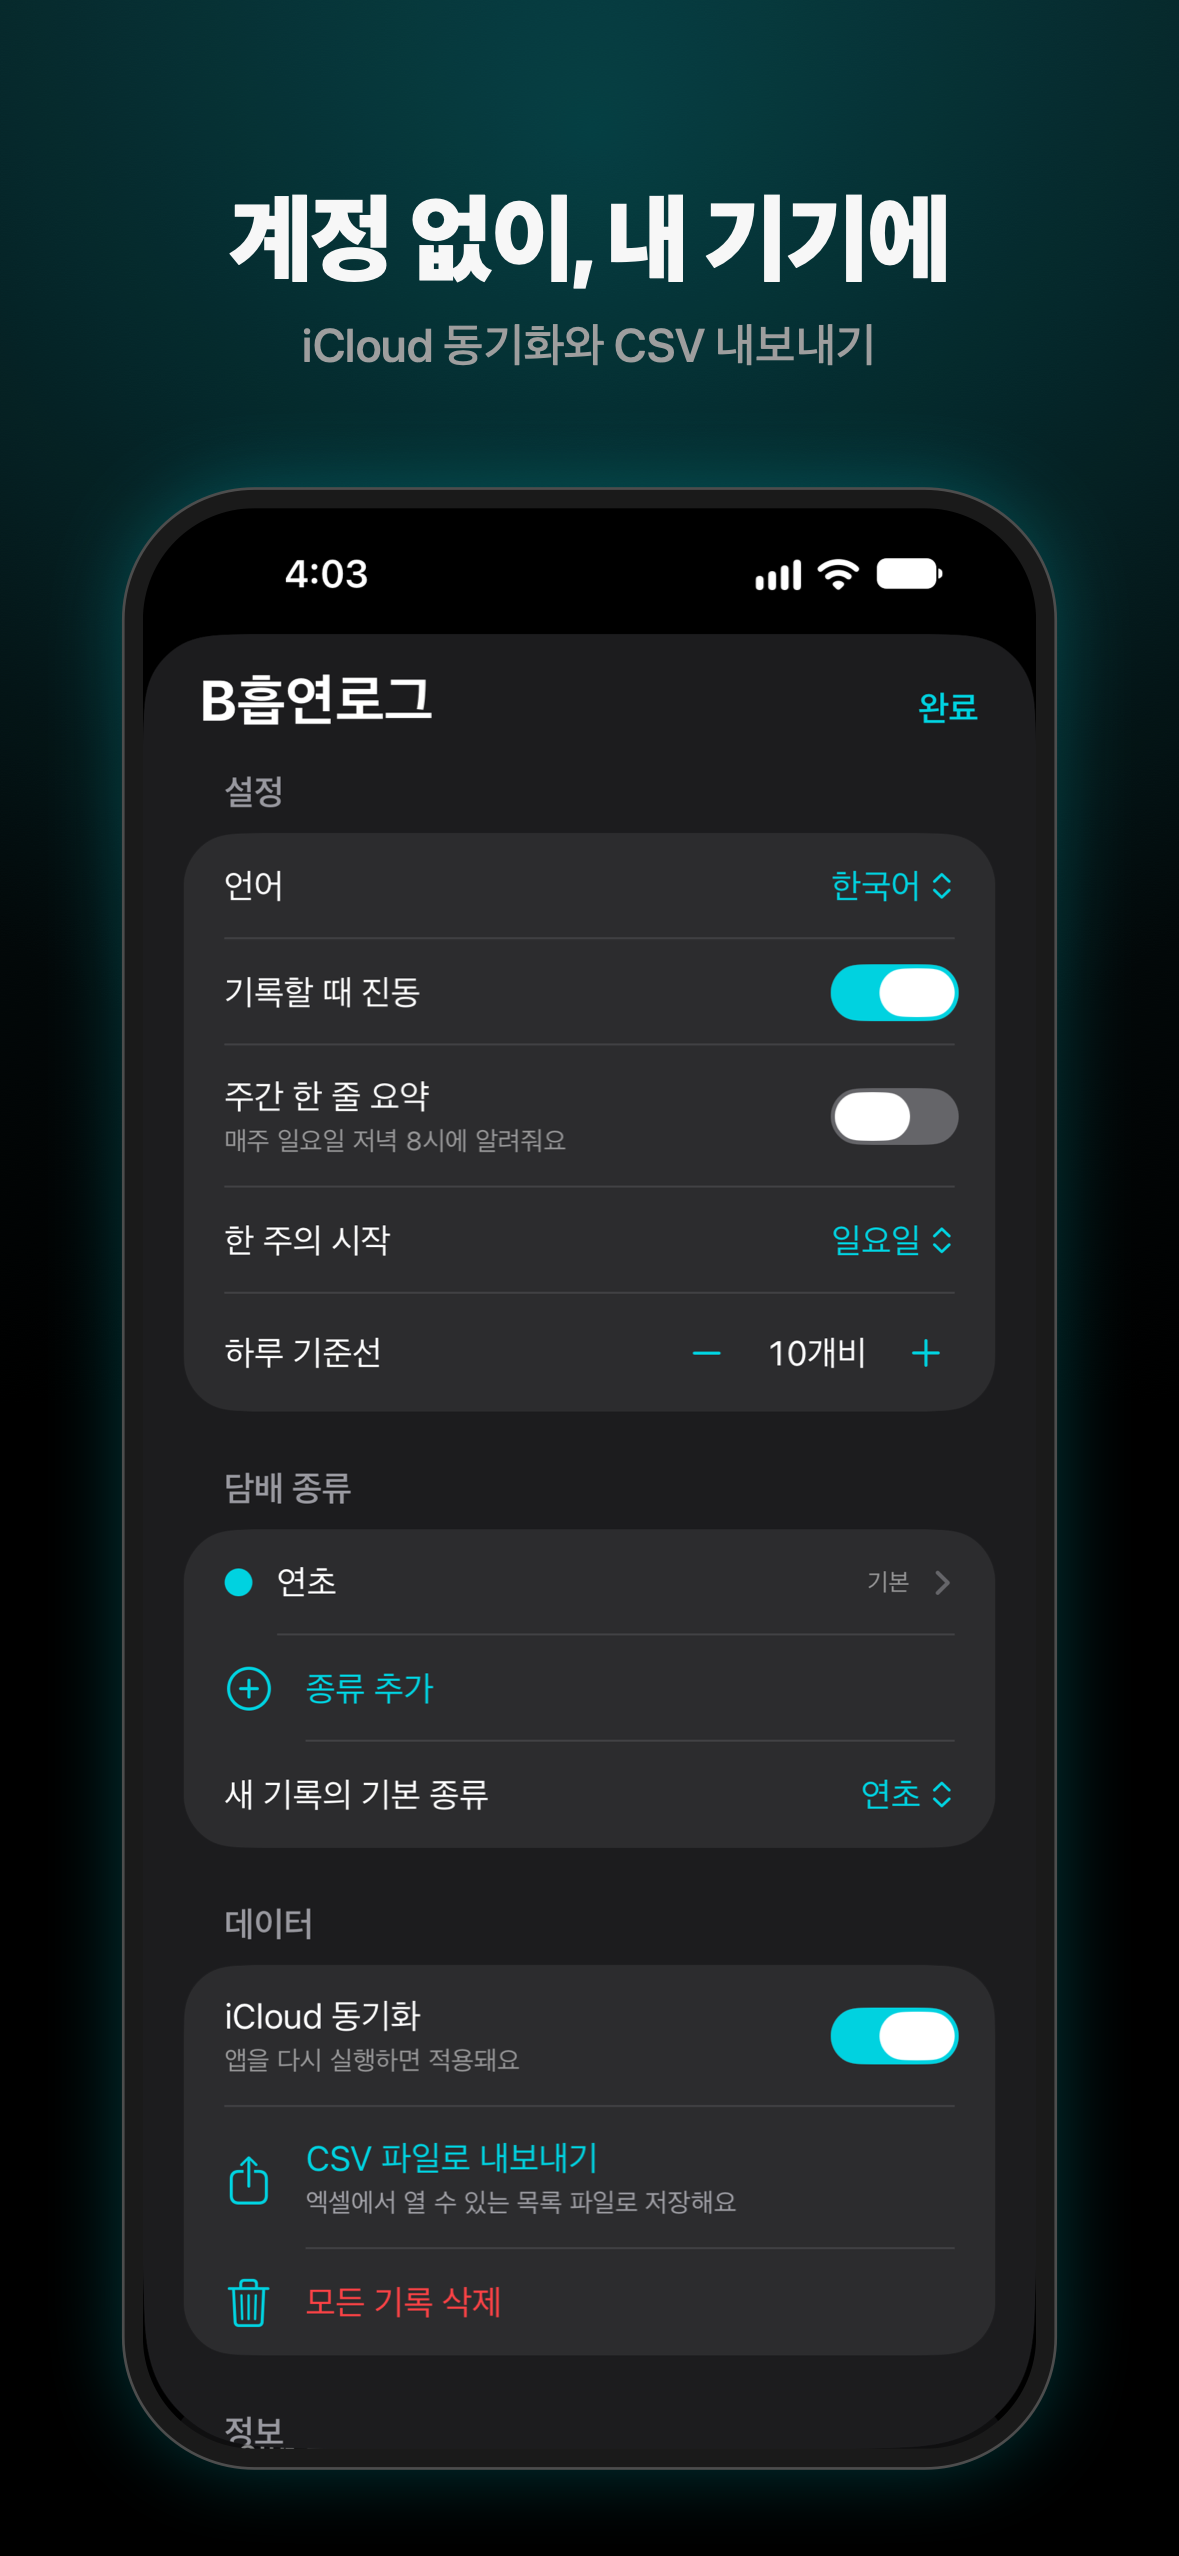 계정 없이, 내 기기에
iCloud 동기화와 CSV 내보내기
4:03
B흡연로그
완료
설정
언어 한국어
기록할 때 진동
주간 한 줄 요약
매주 일요일 저녁 8시에 알려줘요
한 주의 시작 일요일
하루 기준선 10개비
담배 종류
연초 기본
종류 추가
새 기록의 기본 종류 연초
데이터
iCloud 동기화
앱을 다시 실행하면 적용돼요
CSV 파일로 내보내기
엑셀에서 열 수 있는 목록 파일로 저장해요
모든 기록 삭제
정보